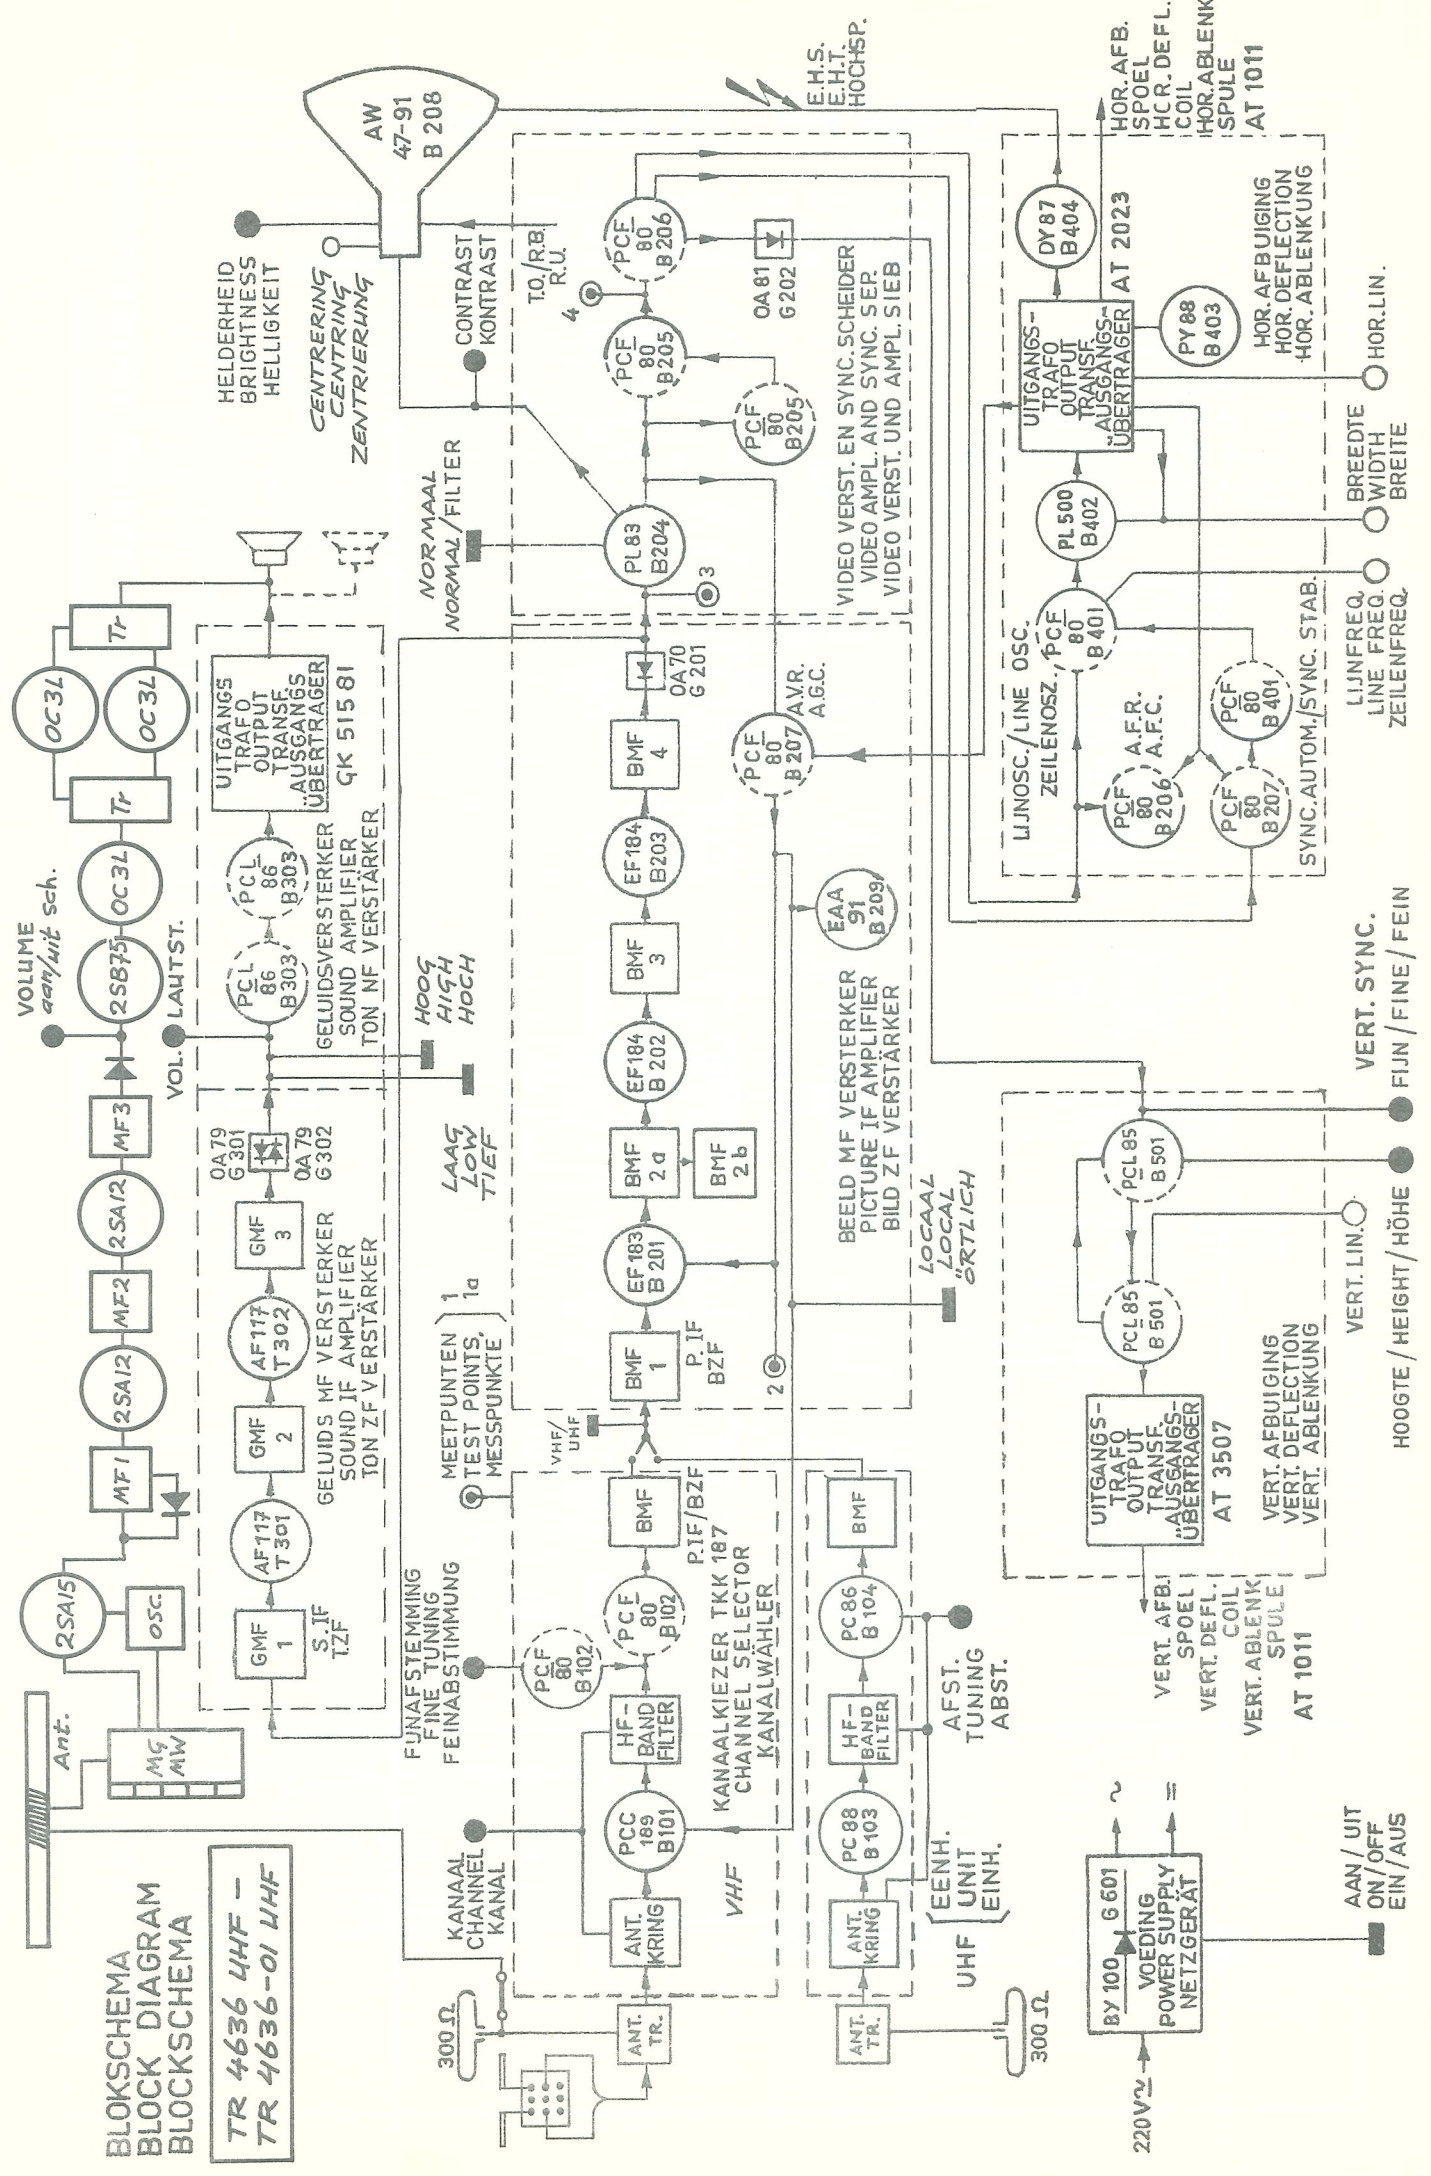 BLOKSCHEMA
BLOCK DIAGRAM
BLOCKSCHEMA
TR 4636 UHF –
TR 4636-01 UHF
Ant.
MG
MW
2SA15
OSC.
MF1
2SA12
MF2
2SA12
MF3
VOLUME
aan/uit sch.
2SB75
OC3L
Tr
OC3L
OC3L
Tr
GMF
1
S.IF
T.ZF
AF117
T301
GMF
2
AF117
T302
GMF
3
OA79
G301
OA79
G302
GELUIDS MF VERSTERKER
SOUND IF AMPLIFIER
TON ZF VERSTÄRKER
VOL.
LAUTST.
PCL
86
B303
PCL
86
B303
GELUIDSVERSTERKER
SOUND AMPLIFIER
TON NF VERSTÄRKER
UITGANGS
TRAFO
OUTPUT
TRANSF.
AUSGANGS
ÜBERTRAGER
GK 51581
LAAG
LOW
TIEF
HOOG
HIGH
HOCH
HELDERHEID
BRIGHTNESS
HELLIGKEIT
CENTRERING
CENTRING
ZENTRIERUNG
AW
47-91
B 208
NORMAAL
NORMAL/FILTER
CONTRAST
KONTRAST
T.O./R.B.
R.U.
E.H.S.
E.H.T.
HOCHSP.
300Ω
KANAAL
CHANNEL
KANAL
FIJNAFSTEMMING
FINE TUNING
FEINABSTIMMUNG
MEETPUNTEN
TEST POINTS,
MESSPUNKTE
1
1a
ANT.
TR.
ANT.
KRING
PCC
189
B101
HF-
BAND
FILTER
PCF
80
B102
PCF
80
B102
BMF
P.IF/BZF
VHF
KANAALKIEZER TKK 187
CHANNEL SELECTOR
KANALWÄHLER
VHF/
UHF
BMF
1
P. IF
BZF
EF183
B201
BMF
2a
BMF
2b
EF184
B202
BMF
3
EF184
B203
BMF
4
OA70
G201
2
BEELD MF VERSTERKER
PICTURE IF AMPLIFIER
BILD ZF VERSTÄRKER
EAA
91
B209
PCF
80
B207
A.V.R.
A.G.C.
LOCAAL
LOCAL
ÖRTLICH
3
PL83
B204
PCF
80
B205
PCF
80
B205
4
PCF
80
B206
OA81
G202
VIDEO VERST. EN SYNC. SCHEIDER
VIDEO AMPL. AND SYNC. SEP.
VIDEO VERST. UND AMPL. SIEB
ANT.
TR.
300Ω
ANT.
KRING
PC88
B103
HF-
BAND
FILTER
PC86
B104
BMF
UHF
EENH.
UNIT
EINH.
AFST.
TUNING
ABST.
220V~
BY100
G601
VOEDING
POWER SUPPLY
NETZGERÄT
~
=
AAN / UIT
ON/OFF
EIN/AUS
VERT. AFB.
SPOEL
VERT. DEFL.
COIL
VERT. ABLENK
SPULE
AT 1011
UITGANGS-
TRAFO
OUTPUT
TRANSF.
AUSGANGS-
ÜBERTRAGER
AT 3507
PCL85
B501
PCL85
B501
VERT. AFBUIGING
VERT. DEFLECTION
VERT. ABLENKUNG
VERT. LIN.
HOOGTE / HEIGHT / HÖHE
VERT. SYNC.
FIJN / FINE / FEIN
LIJNOSC./LINE OSC.
ZEILENOSZ.
PCF
80
B206
A.F.R.
A.F.C.
PCF
80
B207
PCF
80
B401
PCF
80
B401
PL500
B402
UITGANGS-
TRAFO
OUTPUT
TRANSF.
AUSGANGS-
ÜBERTRAGER
AT 2023
DY87
B404
PY88
B403
SYNC.AUTOM./SYNC. STAB.
HOR. AFBUIGING
HOR. DEFLECTION
HOR. ABLENKUNG
HOR. AFB.
SPOEL
HOR. DEFL.
COIL
HOR. ABLENK
SPULE
AT 1011
LIJNFREQ.
LINE FREQ.
ZEILENFREQ.
BREEDTE
WIDTH
BREITE
HOR. LIN.